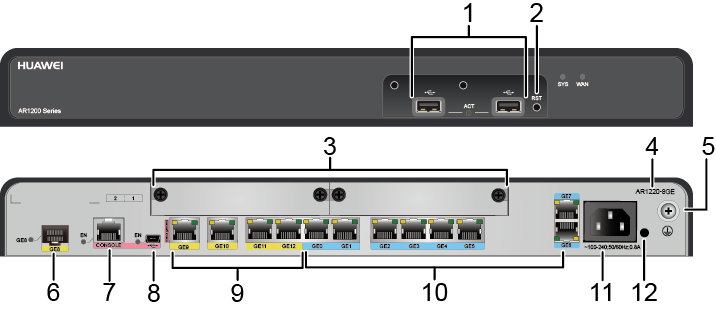 1 2
HUAWEI
SYS WAN
RST
ACT
AR1200 Series
3 4 5
AR1220-8GE
2 1
GE7
GE8 EN EN
GE8 CONSOLE GE9 GE10 GE11 GE12 GE0 GE1 GE2 GE3 GE4 GE5 GE6
~100-240;50/60Hz;0.8A
6 7 8 9 10 11 12